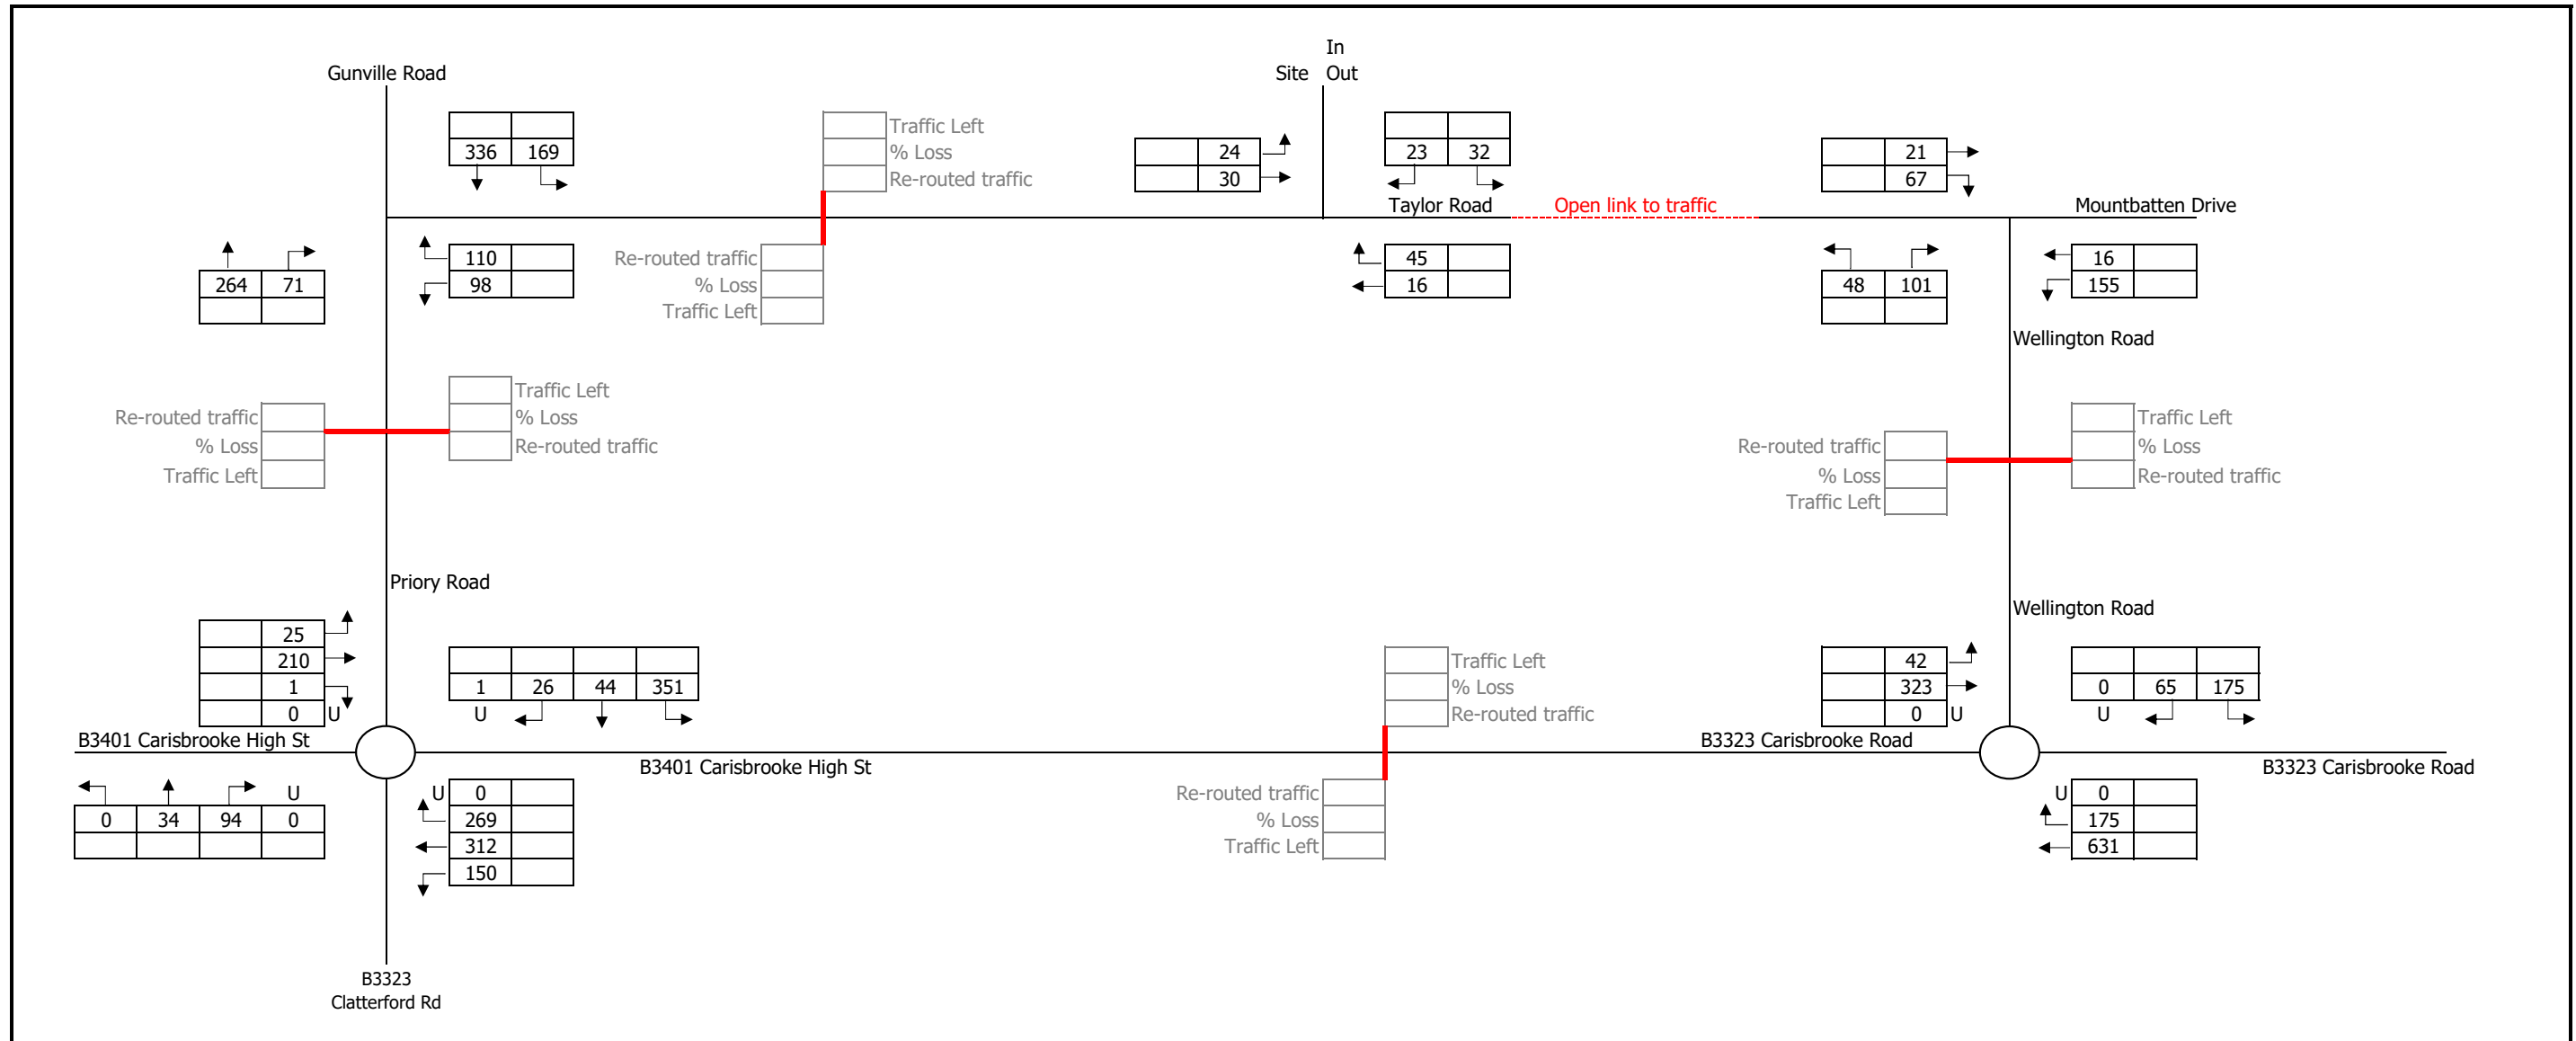 In
Gunville Road
Site Out
Traffic Left
336 169
% Loss
24
23 32
21
Re-routed traffic
30
67
Taylor Road
Open link to traffic
Mountbatten Drive
110
Re-routed traffic
45
16
264 71
98
% Loss
16
48 101
155
Traffic Left
Wellington Road
Traffic Left
Re-routed traffic
% Loss
Traffic Left
% Loss
Re-routed traffic
Re-routed traffic
% Loss
Traffic Left
% Loss
Re-routed traffic
Traffic Left
Priory Road
Wellington Road
25
210
Traffic Left
42
1
1 26 44 351
% Loss
323
0 65 175
0 U
U
Re-routed traffic
0 U
U
B3401 Carisbrooke High St
B3323 Carisbrooke Road
B3401 Carisbrooke High St
B3323 Carisbrooke Road
U
U 0
Re-routed traffic
U 0
0 34 94 0
269
% Loss
175
312
Traffic Left
631
150
B3323
Clatterford Rd